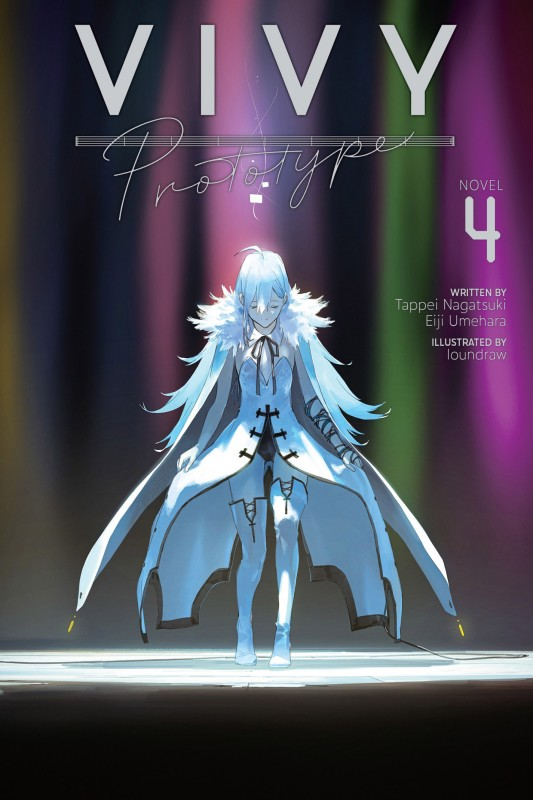 VIVY
Prototype
NOVEL
4
WRITTEN BY
Tappei Nagatsuki
Eiji Umehara
ILLUSTRATED BY
loundraw